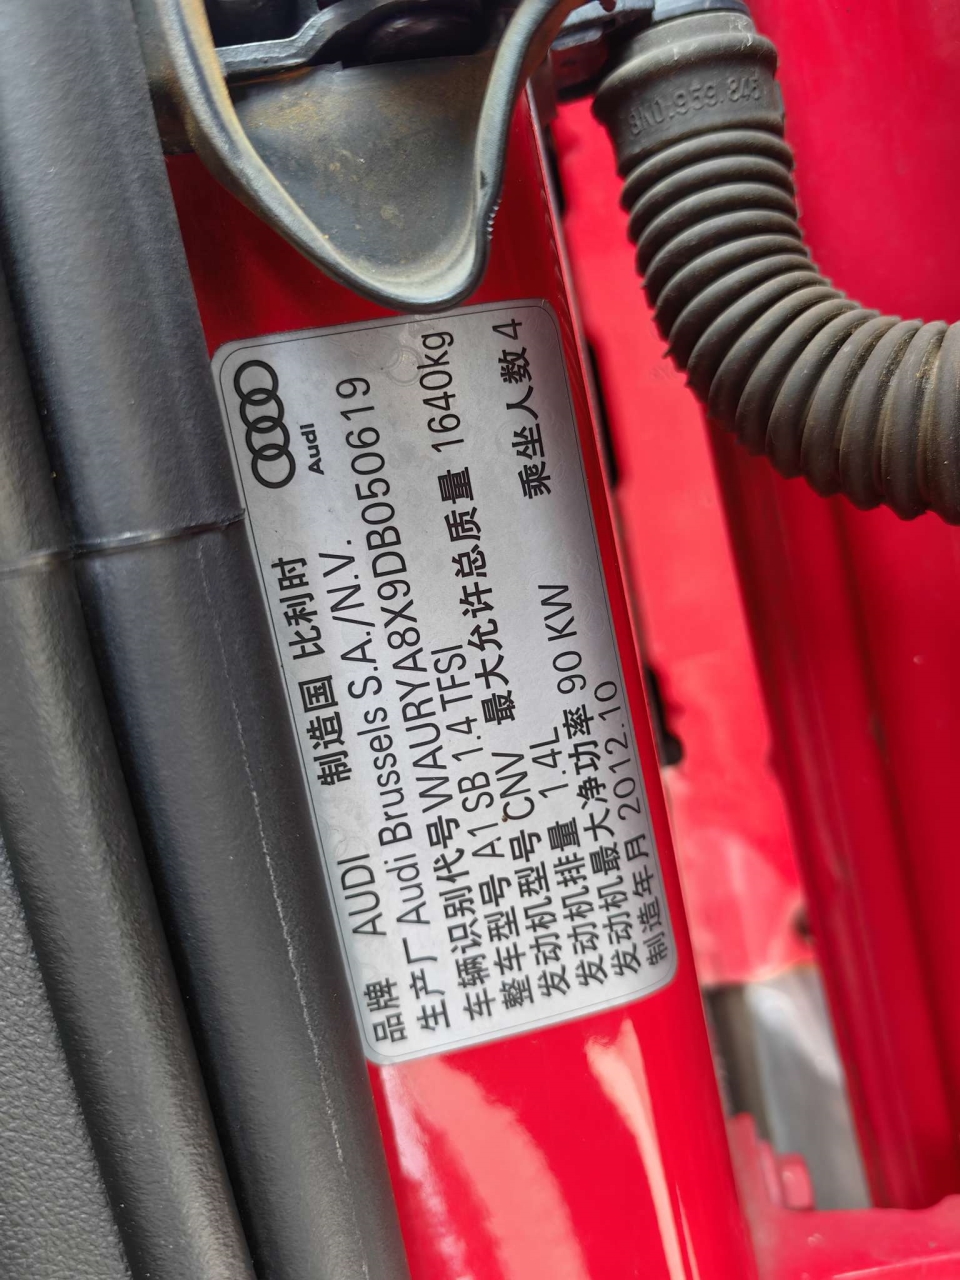 Audi
品牌 AUDI 制造国 比利时
生产厂 Audi Brussels S.A./N.V.
车辆识别代号 WAURYA8X9DB050619
整车型号 A1 SB 1.4 TFSI
发动机型号 CNV 最大允许总质量 1640kg
发动机排量 1.4L
发动机最大净功率 90 KW 乘坐人数 4
制造年月 2012.10
8N0.959.845